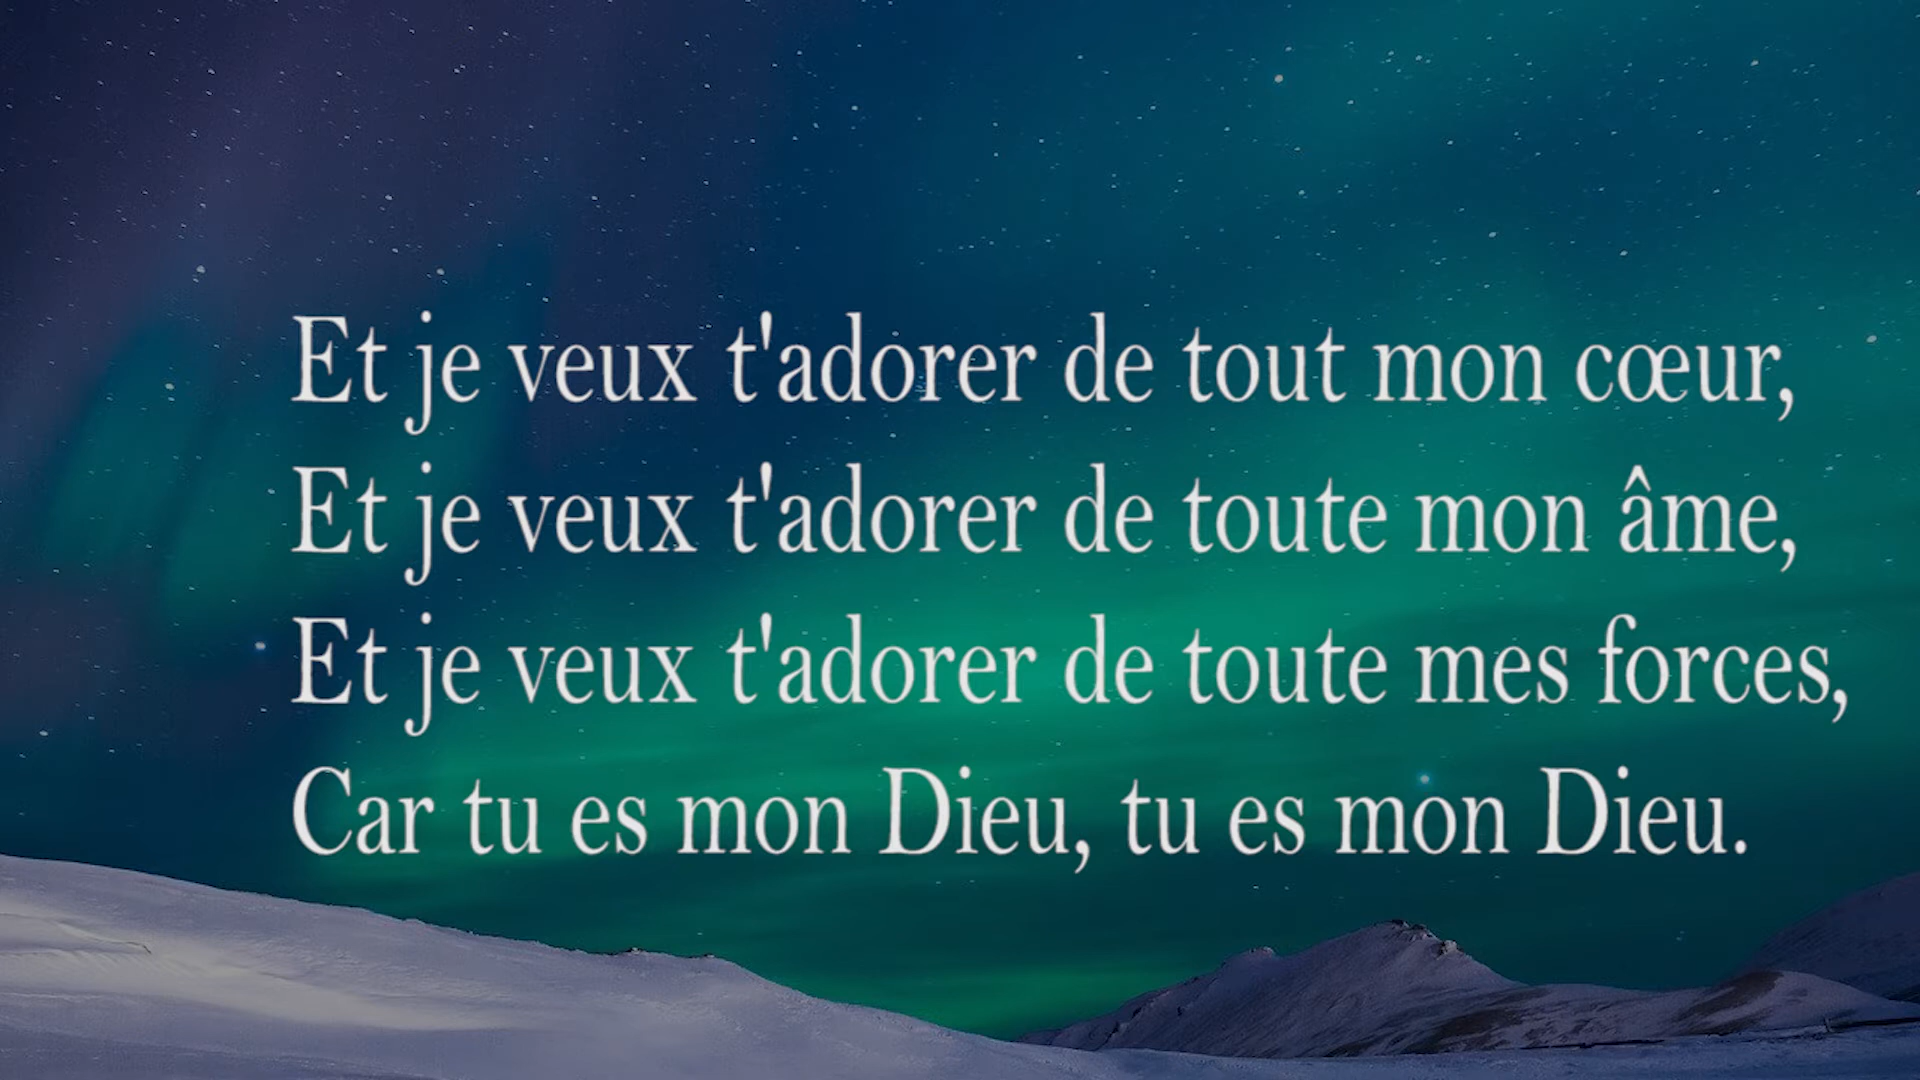 Et je veux t'adorer de tout mon cœur,
Et je veux t'adorer de toute mon âme,
Et je veux t'adorer de toute mes forces,
Car tu es mon Dieu, tu es mon Dieu.